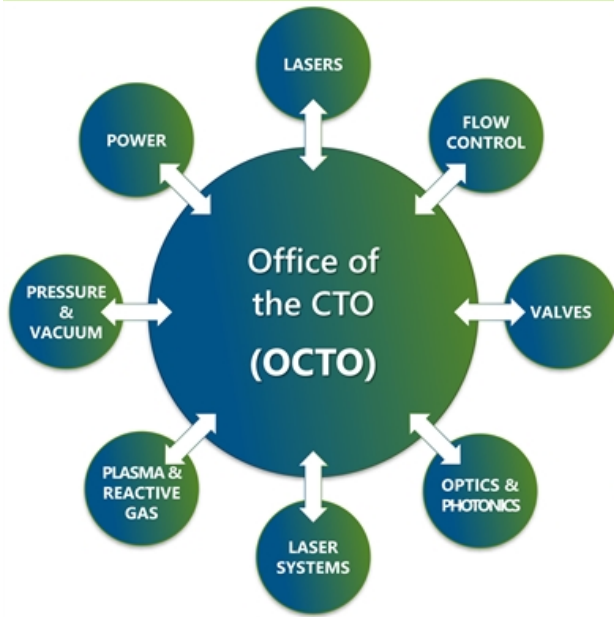 LASERS
FLOW
CONTROL
POWER
Office of
the CTO
(OCTO)
PRESSURE
&
VACUUM
VALVES
PLASMA &
REACTIVE
GAS
OPTICS &
PHOTONICS
LASER
SYSTEMS